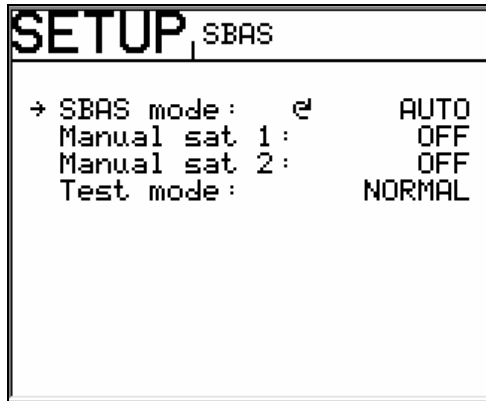 SETUP SBAS
→ SBAS mode: AUTO
Manual sat 1: OFF
Manual sat 2: OFF
Test mode: NORMAL